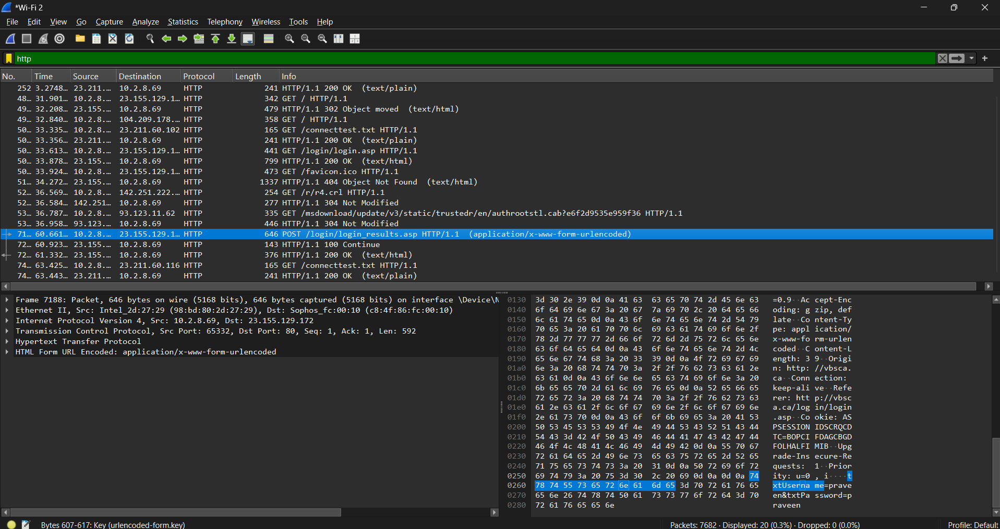 *Wi-Fi 2
File Edit View Go Capture Analyze Statistics Telephony Wireless Tools Help
http
No. Time Source Destination Protocol Length Info
252 3.2748… 23.211.… 10.2.8.69 HTTP 241 HTTP/1.1 200 OK (text/plain)
48… 31.901… 10.2.8.… 23.155.129.1… HTTP 342 GET / HTTP/1.1
49… 32.208… 23.155.… 10.2.8.69 HTTP 479 HTTP/1.1 302 Object moved (text/html)
49… 32.840… 10.2.8.… 104.209.178.… HTTP 358 GET / HTTP/1.1
50… 33.335… 10.2.8.… 23.211.60.102 HTTP 165 GET /connecttest.txt HTTP/1.1
50… 33.356… 23.211.… 10.2.8.69 HTTP 241 HTTP/1.1 200 OK (text/plain)
50… 33.613… 10.2.8.… 23.155.129.1… HTTP 441 GET /login/login.asp HTTP/1.1
50… 33.878… 23.155.… 10.2.8.69 HTTP 799 HTTP/1.1 200 OK (text/html)
50… 33.924… 10.2.8.… 23.155.129.1… HTTP 473 GET /favicon.ico HTTP/1.1
51… 34.272… 23.155.… 10.2.8.69 HTTP 1337 HTTP/1.1 404 Object Not Found (text/html)
52… 36.569… 10.2.8.… 142.251.222.… HTTP 254 GET /r/r4.crl HTTP/1.1
52… 36.584… 142.251… 10.2.8.69 HTTP 277 HTTP/1.1 304 Not Modified
53… 36.787… 10.2.8.… 93.123.11.62 HTTP 335 GET /msdownload/update/v3/static/trustedr/en/authrootstl.cab?e6f2d9535e959f36 HTTP/1.1
53… 36.958… 93.123.… 10.2.8.69 HTTP 446 HTTP/1.1 304 Not Modified
71… 60.661… 10.2.8.… 23.155.129.1… HTTP 646 POST /login/login_results.asp HTTP/1.1 (application/x-www-form-urlencoded)
72… 60.923… 23.155.… 10.2.8.69 HTTP 143 HTTP/1.1 100 Continue
72… 61.332… 23.155.… 10.2.8.69 HTTP 376 HTTP/1.1 200 OK (text/html)
74… 63.425… 10.2.8.… 23.211.60.116 HTTP 165 GET /connecttest.txt HTTP/1.1
74… 63.443… 23.211.… 10.2.8.69 HTTP 241 HTTP/1.1 200 OK (text/plain)
Frame 7188: Packet, 646 bytes on wire (5168 bits), 646 bytes captured (5168 bits) on interface \Device\N
Ethernet II, Src: Intel_2d:27:29 (98:bd:80:2d:27:29), Dst: Sophos_fc:00:10 (c8:4f:86:fc:00:10)
Internet Protocol Version 4, Src: 10.2.8.69, Dst: 23.155.129.172
Transmission Control Protocol, Src Port: 65332, Dst Port: 80, Seq: 1, Ack: 1, Len: 592
Hypertext Transfer Protocol
HTML Form URL Encoded: application/x-www-form-urlencoded
0130 3d 30 2e 39 0d 0a 41 63 63 65 70 74 2d 45 6e 63 =0.9··Ac cept-Enc
0140 6f 64 69 6e 67 3a 20 67 7a 69 70 2c 20 64 65 66 oding: g zip, def
0150 6c 61 74 65 0d 0a 43 6f 6e 74 65 6e 74 2d 54 79 late··Co ntent-Ty
0160 70 65 3a 20 61 70 70 6c 69 63 61 74 69 6f 6e 2f pe: appl ication/
0170 78 2d 77 77 77 2d 66 6f 72 6d 2d 75 72 6c 65 6e x-www-fo rm-urlen
0180 63 6f 64 65 64 0d 0a 43 6f 6e 74 65 6e 74 2d 4c coded··C ontent-L
0190 65 6e 67 74 68 3a 20 33 39 0d 0a 4f 72 69 67 69 ength: 3 9··Origi
01a0 6e 3a 20 68 74 74 70 3a 2f 2f 76 62 73 63 61 2e n: http: //vbsca.
01b0 63 61 0d 0a 43 6f 6e 6e 65 63 74 69 6f 6e 3a 20 ca··Conn ection:
01c0 6b 65 65 70 2d 61 6c 69 76 65 0d 0a 52 65 66 65 keep-ali ve··Refe
01d0 72 65 72 3a 20 68 74 74 70 3a 2f 2f 76 62 73 63 rer: htt p://vbsc
01e0 61 2e 63 61 2f 6c 6f 67 69 6e 2f 6c 6f 67 69 6e a.ca/log in/login
01f0 2e 61 73 70 0d 0a 43 6f 6f 6b 69 65 3a 20 41 53 .asp··Co okie: AS
0200 50 53 45 53 53 49 4f 4e 49 44 53 43 52 51 43 44 PSESSION IDSCRQCD
0210 54 43 3d 42 4f 50 43 49 46 44 41 47 43 42 47 44 TC=BOPCI FDAGCBGD
0220 46 4f 4c 48 41 4c 46 49 4d 49 42 0d 0a 55 70 67 FOLHALFI MIB··Upg
0230 72 61 64 65 2d 49 6e 73 65 63 75 72 65 2d 52 65 rade-Ins ecure-Re
0240 71 75 65 73 74 73 3a 20 31 0d 0a 50 72 69 6f 72 quests: 1··Prior
0250 69 74 79 3a 20 75 3d 30 2c 20 69 0d 0a 0d 0a 74 ity: u=0 , i····t
0260 78 74 55 73 65 72 6e 61 6d 65 3d 70 72 61 76 65 xtUserna me=prave
0270 65 6e 26 74 78 74 50 61 73 73 77 6f 72 64 3d 70 en&txtPa ssword=p
0280 72 61 76 65 65 6e raveen
Bytes 607-617: Key (urlencoded-form.key) Packets: 7682 · Displayed: 20 (0.3%) · Dropped: 0 (0.0%) Profile: Default